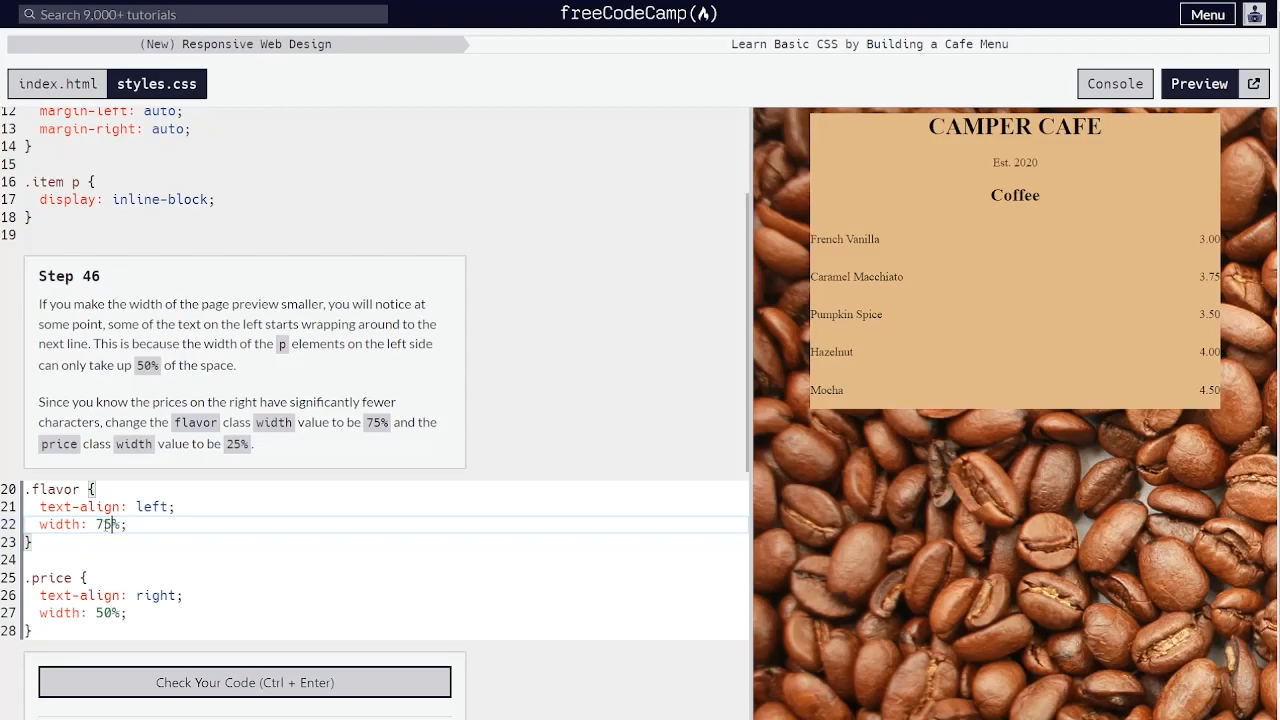 Search 9,000+ tutorials
freeCodeCamp(🔥)
Menu
(New) Responsive Web Design
Learn Basic CSS by Building a Cafe Menu
index.html
styles.css
Console
Preview
12 margin-left: auto;
13 margin-right: auto;
14 }
15
16 .item p {
17 display: inline-block;
18 }
19
Step 46
If you make the width of the page preview smaller, you will notice at
some point, some of the text on the left starts wrapping around to the
next line. This is because the width of the p elements on the left side
can only take up 50% of the space.
Since you know the prices on the right have significantly fewer
characters, change the flavor class width value to be 75% and the
price class width value to be 25%.
20 .flavor {
21 text-align: left;
22 width: 75%;
23 }
24
25 .price {
26 text-align: right;
27 width: 50%;
28 }
Check Your Code (Ctrl + Enter)
CAMPER CAFE
Est. 2020
Coffee
French Vanilla 3.00
Caramel Macchiato 3.75
Pumpkin Spice 3.50
Hazelnut 4.00
Mocha 4.50